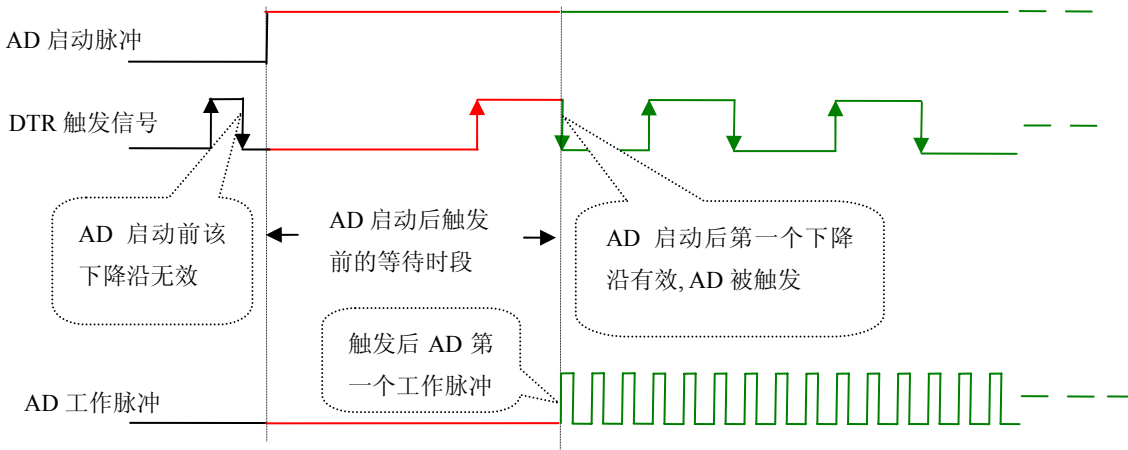 AD 启动脉冲
DTR 触发信号
AD 启动前该
下降沿无效
AD 启动后触发
前的等待时段
AD 启动后第一个下降
沿有效, AD 被触发
触发后 AD 第
一个工作脉冲
AD 工作脉冲